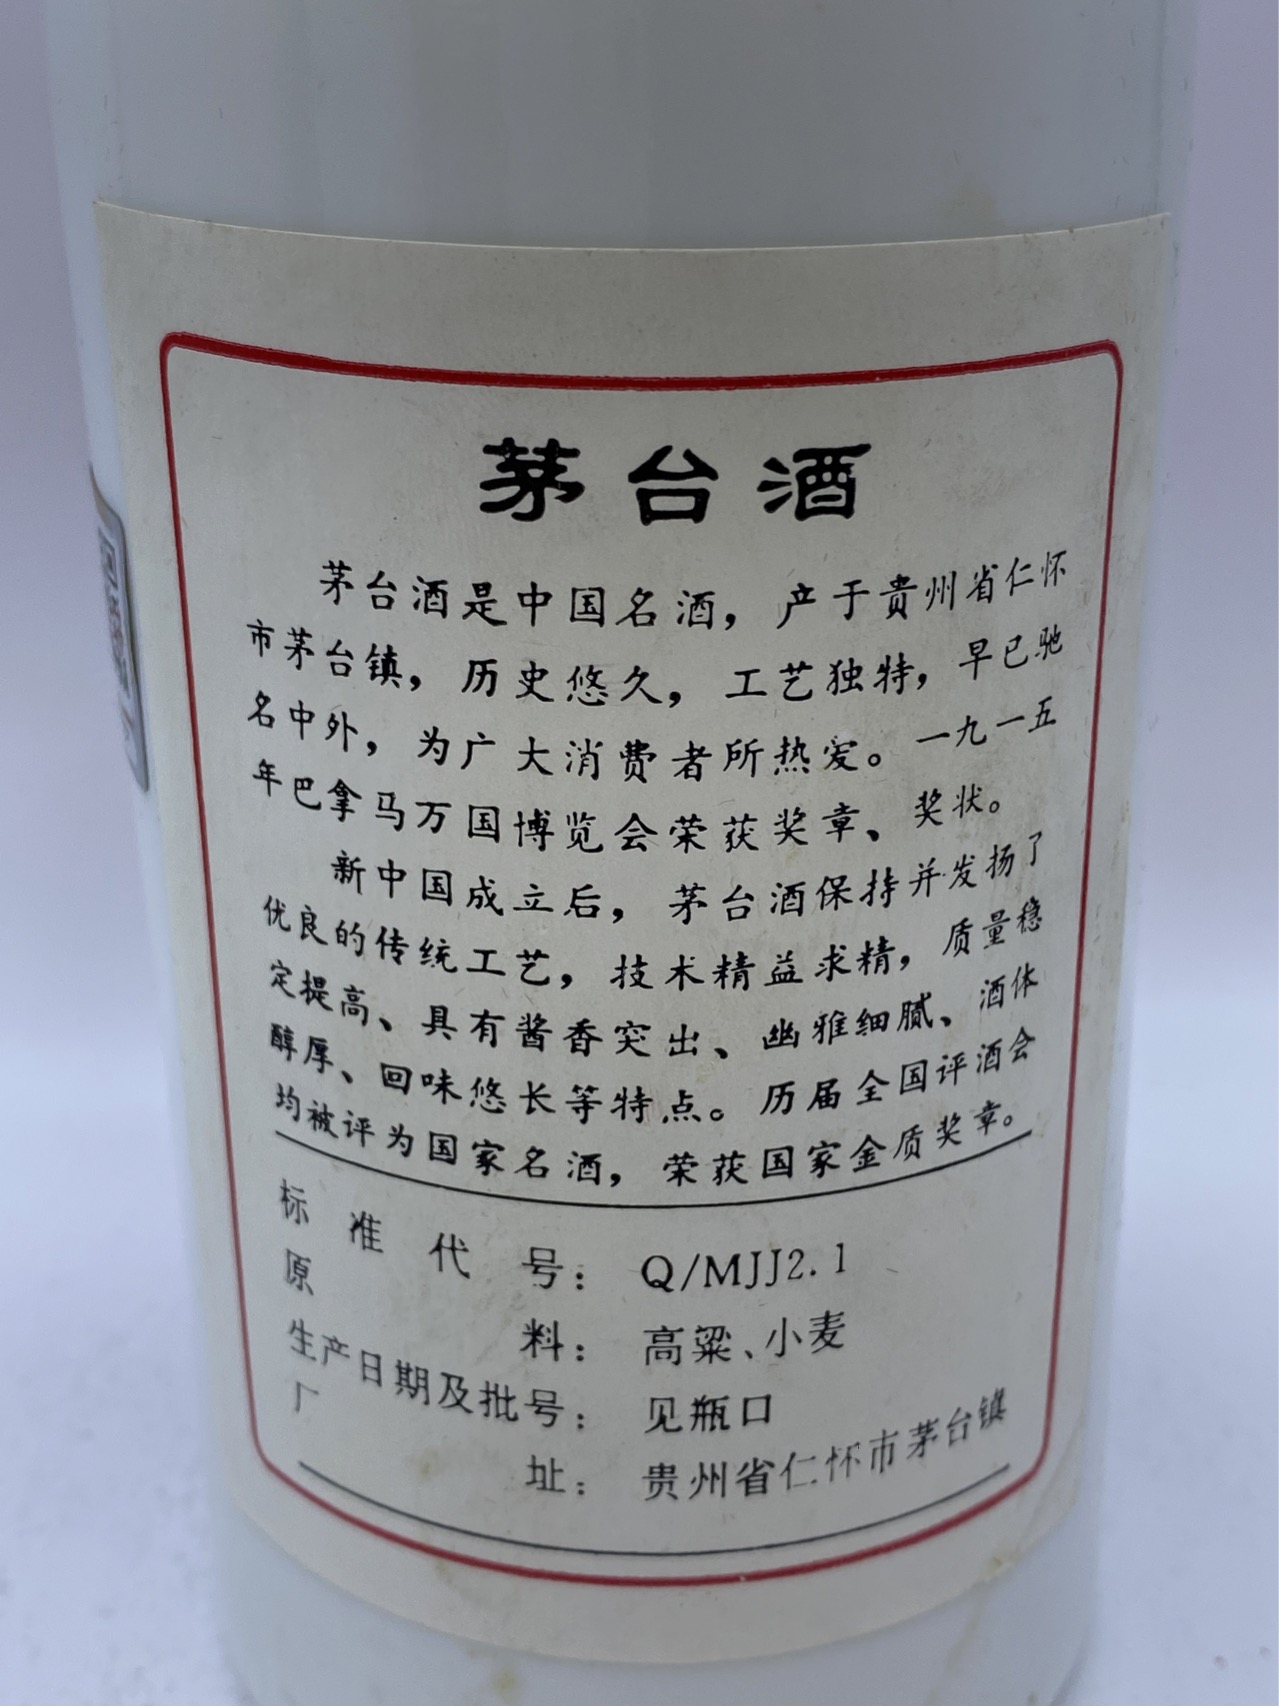 茅台酒
茅台酒是中国名酒，产于贵州省仁怀
市茅台镇，历史悠久，工艺独特，早已驰
名中外，为广大消费者所热爱。一九一五
年巴拿马万国博览会荣获奖章、奖状。
新中国成立后，茅台酒保持并发扬了
优良的传统工艺，技术精益求精，质量稳
定提高、具有酱香突出、幽雅细腻、酒体
醇厚、回味悠长等特点。历届全国评酒会
均被评为国家名酒，荣获国家金质奖章。
标准代号：Q/MJJ2.1
原料：高粱、小麦
生产日期及批号：见瓶口
厂址：贵州省仁怀市茅台镇